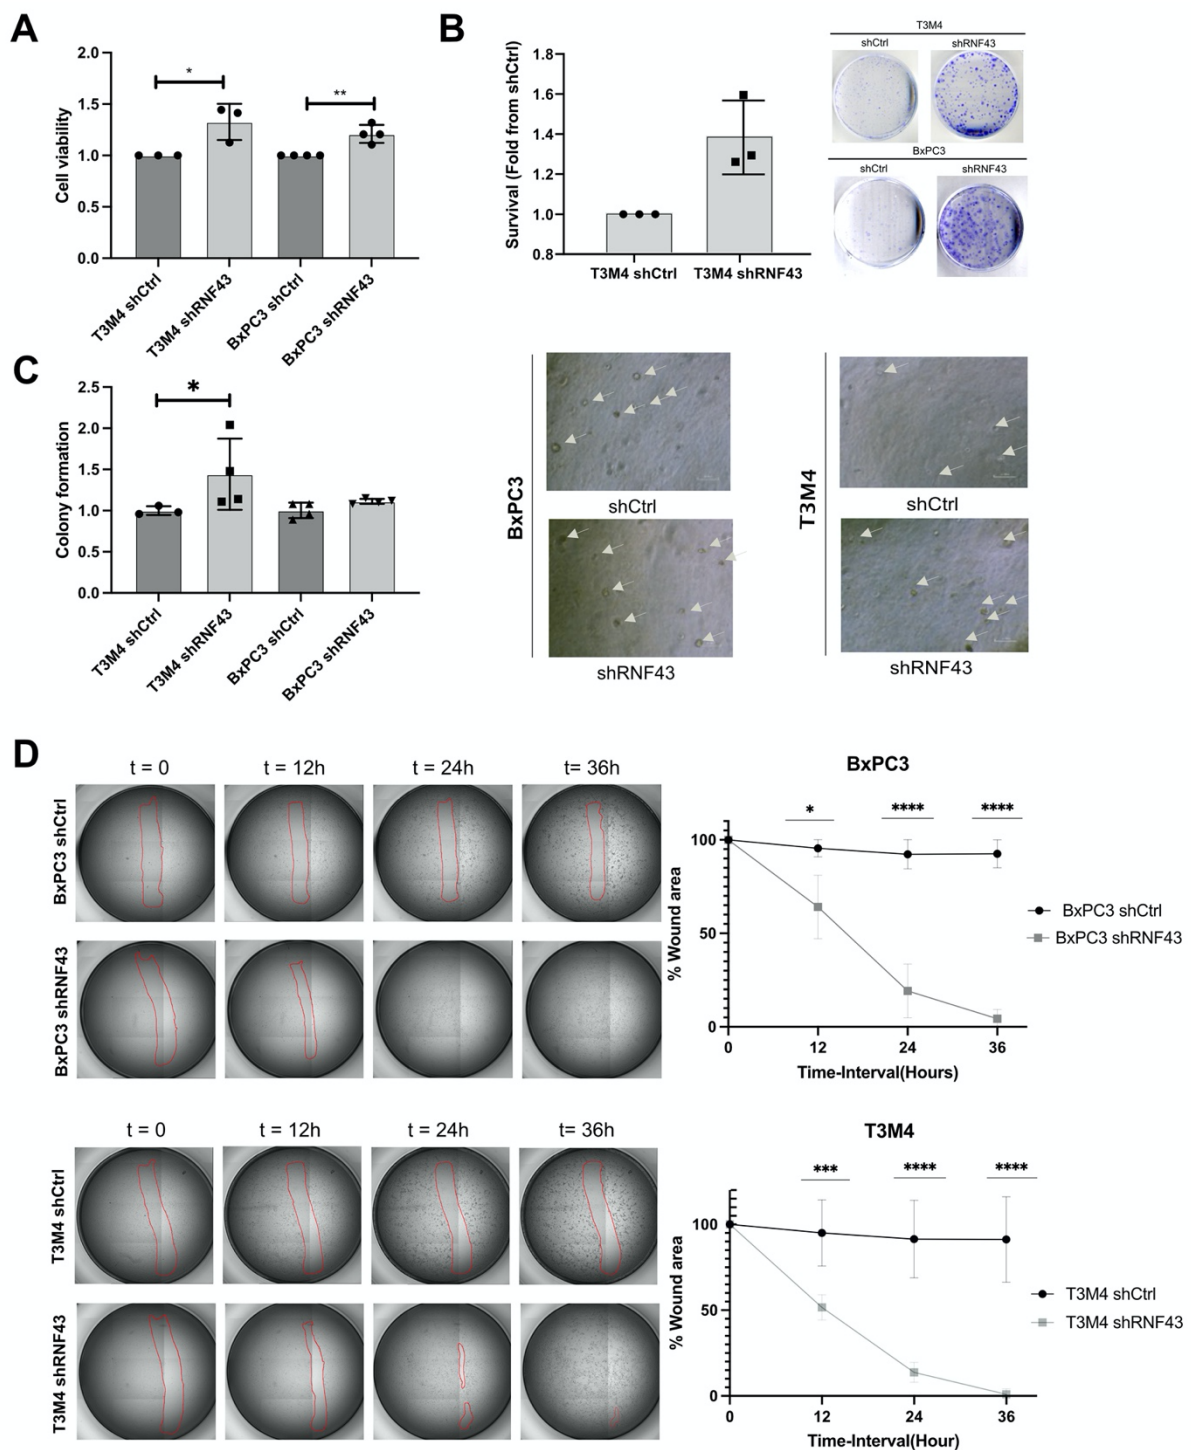 A
Cell viability
2.0
1.5
1.0
0.5
0.0
*
**
T3M4 shCtrl
T3M4 shRNF43
BxPC3 shCtrl
BxPC3 shRNF43
B
Survival (Fold from shCtrl)
1.8
1.6
1.4
1.2
1.0
0.8
T3M4 shCtrl
T3M4 shRNF43
T3M4
shCtrl
shRNF43
BxPC3
shCtrl
shRNF43
C
Colony formation
2.5
2.0
1.5
1.0
0.5
0.0
*
T3M4 shCtrl
T3M4 shRNF43
BxPC3 shCtrl
BxPC3 shRNF43
BxPC3
shCtrl
shRNF43
T3M4
shCtrl
shRNF43
D
t = 0
t = 12h
t = 24h
t= 36h
BxPC3 shCtrl
BxPC3 shRNF43
BxPC3
*
****
****
% Wound area
100
50
0
0
12
24
36
Time-Interval(Hours)
BxPC3 shCtrl
BxPC3 shRNF43
t = 0
t = 12h
t = 24h
t= 36h
T3M4 shCtrl
T3M4 shRNF43
T3M4
***
****
****
% Wound area
100
50
0
0
12
24
36
Time-Interval(Hour)
T3M4 shCtrl
T3M4 shRNF43